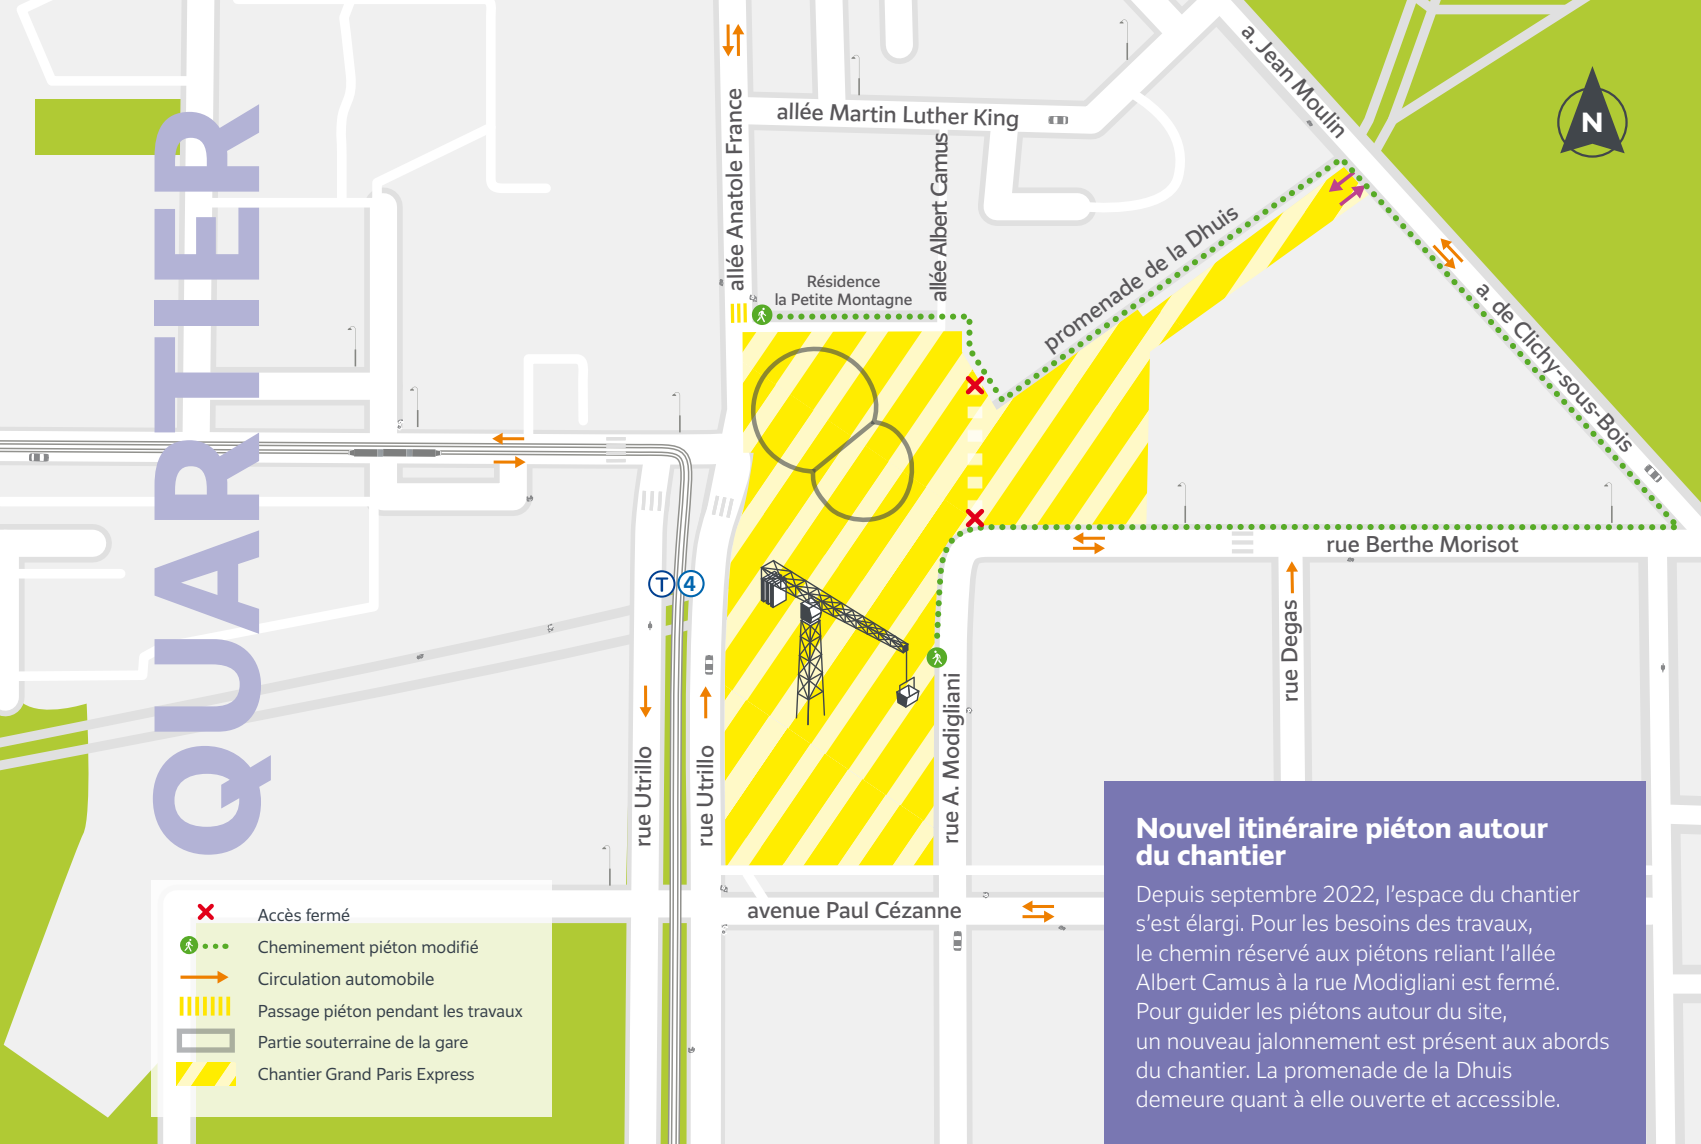 QUARTIER
a. Jean Moulin
N
allée Martin Luther King
allée Anatole France
allée Albert Camus
promenade de la Dhuis
Résidence
la Petite Montagne
a. de Clichy-sous-Bois
rue Berthe Morisot
T 4
rue Degas
rue A. Modigliani
rue Utrillo
rue Utrillo
avenue Paul Cézanne
Accès fermé
Cheminement piéton modifié
Circulation automobile
Passage piéton pendant les travaux
Partie souterraine de la gare
Chantier Grand Paris Express
Nouvel itinéraire piéton autour
du chantier
Depuis septembre 2022, l’espace du chantier
s’est élargi. Pour les besoins des travaux,
le chemin réservé aux piétons reliant l’allée
Albert Camus à la rue Modigliani est fermé.
Pour guider les piétons autour du site,
un nouveau jalonnement est présent aux abords
du chantier. La promenade de la Dhuis
demeure quant à elle ouverte et accessible.